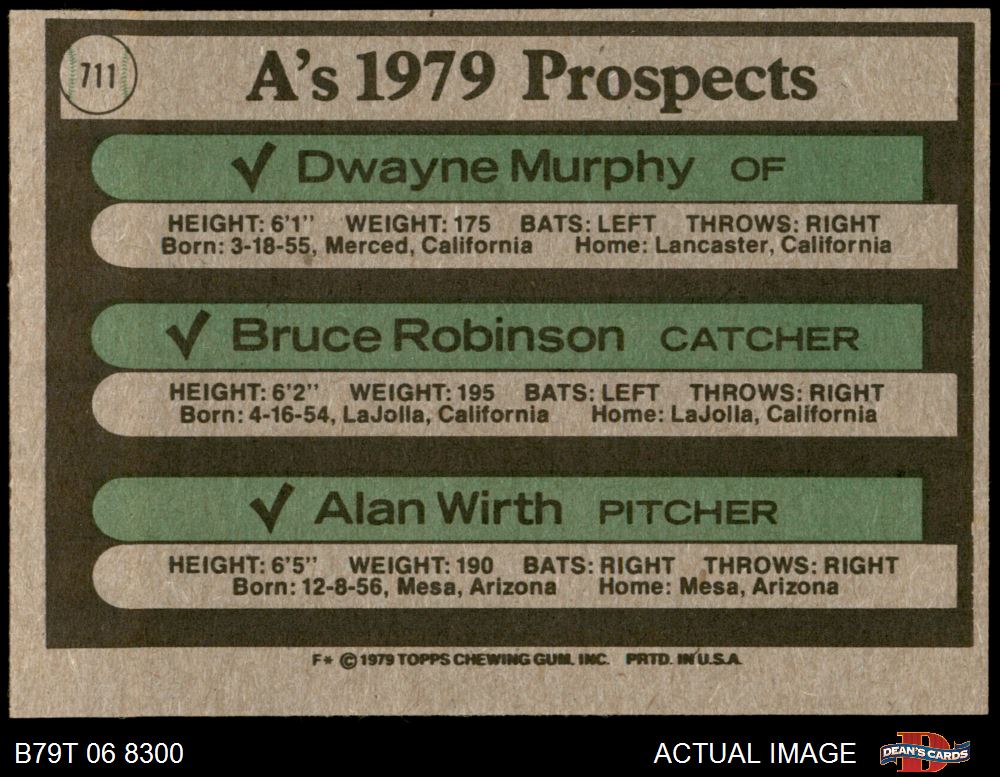 711
A's 1979 Prospects
✓ Dwayne Murphy OF
HEIGHT: 6'1" WEIGHT: 175 BATS: LEFT THROWS: RIGHT
Born: 3-18-55, Merced, California Home: Lancaster, California
✓ Bruce Robinson CATCHER
HEIGHT: 6'2" WEIGHT: 195 BATS: LEFT THROWS: RIGHT
Born: 4-16-54, LaJolla, California Home: LaJolla, California
✓ Alan Wirth PITCHER
HEIGHT: 6'5" WEIGHT: 190 BATS: RIGHT THROWS: RIGHT
Born: 12-8-56, Mesa, Arizona Home: Mesa, Arizona
F* © 1979 TOPPS CHEWING GUM, INC. PRTD. IN U.S.A.
B79T 06 8300 ACTUAL IMAGE DEAN'S CARDS